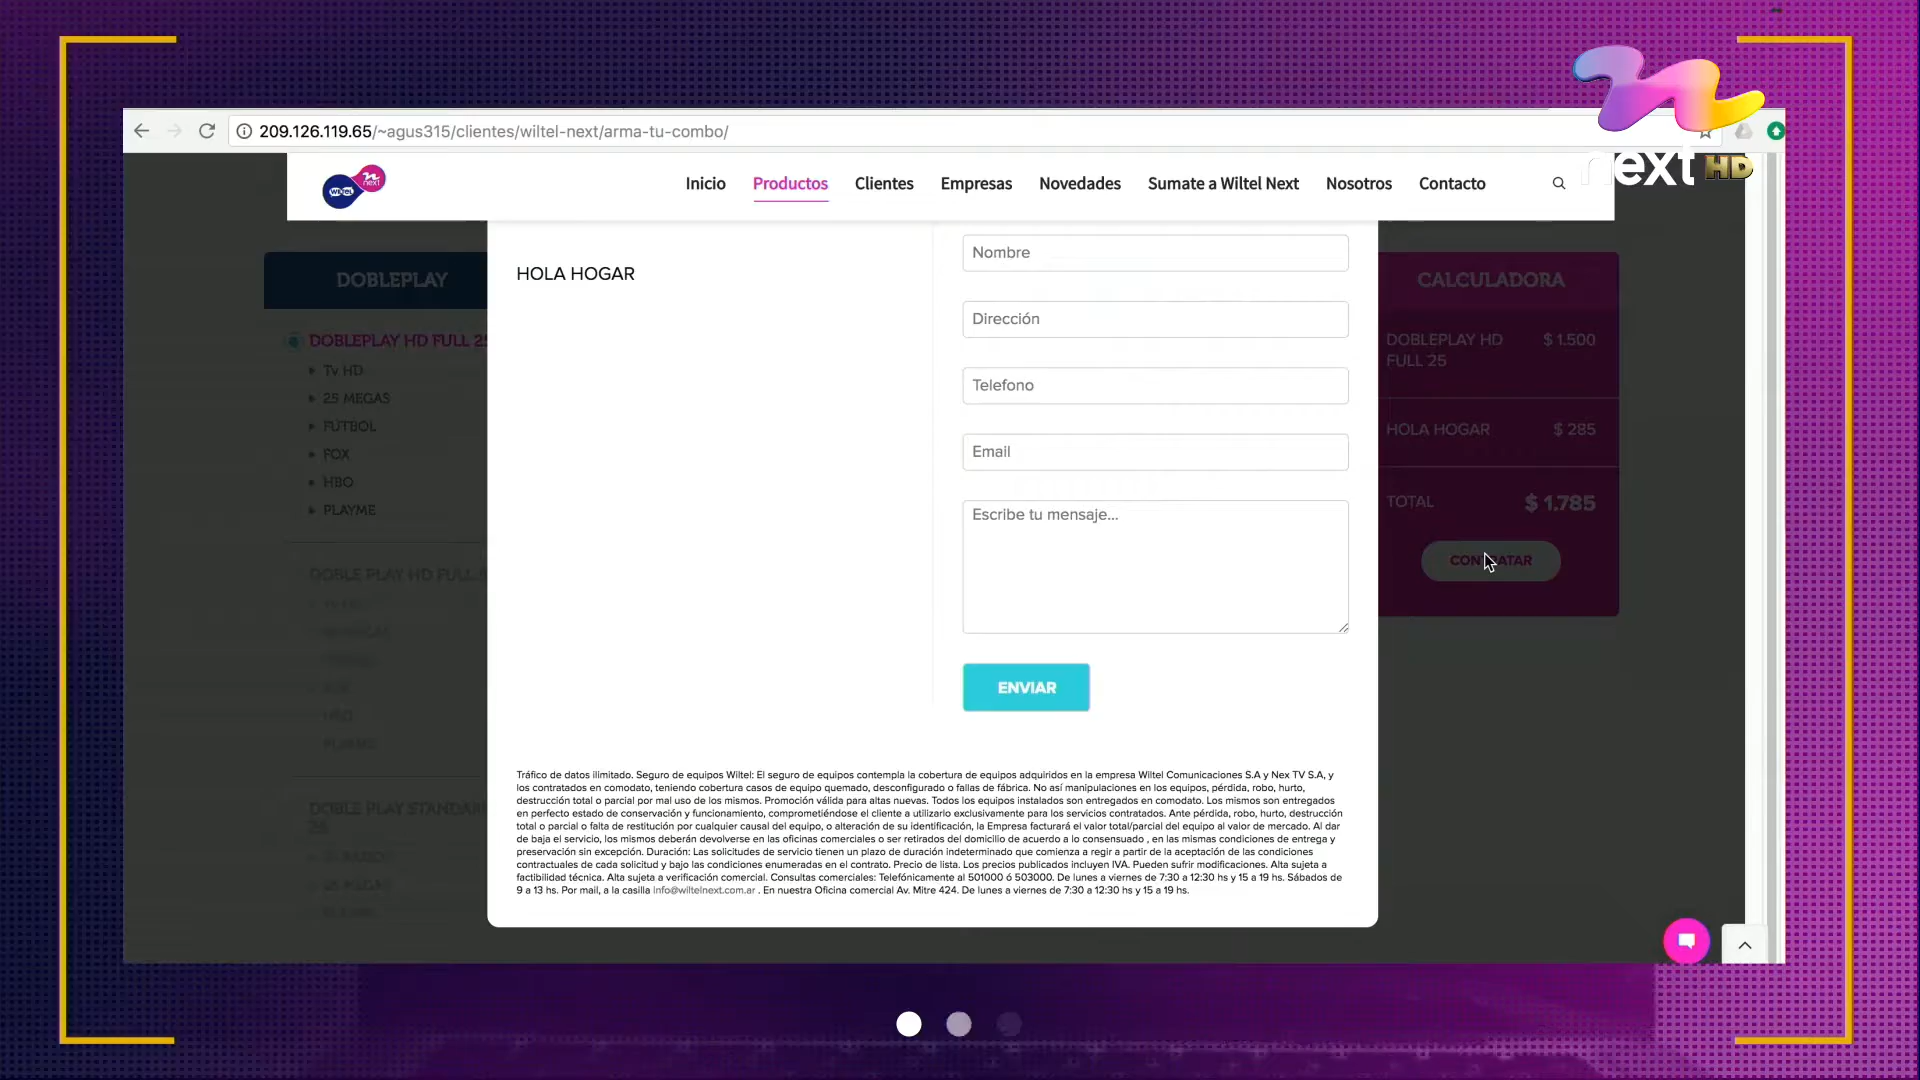 next HD
209.126.119.65/~agus315/clientes/wiltel-next/arma-tu-combo/
wiltel next
Inicio
Productos
Clientes
Empresas
Novedades
Sumate a Wiltel Next
Nosotros
Contacto
DOBLEPLAY
DOBLEPLAY HD FULL 25
Tv HD
25 MEGAS
FÚTBOL
FOX
HBO
PLAYME
DOBLE PLAY HD FULL
DOBLE PLAY STANDAR
25
HOLA HOGAR
Nombre
Dirección
Telefono
Email
Escribe tu mensaje...
ENVIAR
CALCULADORA
DOBLEPLAY HD $ 1.500
FULL 25
HOLA HOGAR $ 285
TOTAL $ 1.785
CONTRATAR
Tráfico de datos ilimitado. Seguro de equipos Wiltel: El seguro de equipos contempla la cobertura de equipos adquiridos en la empresa Wiltel Comunicaciones S.A y Nex TV S.A, y
los contratados en comodato, teniendo cobertura casos de equipo quemado, desconfigurado o fallas de fábrica. No así manipulaciones en los equipos, pérdida, robo, hurto,
destrucción total o parcial por mal uso de los mismos. Promoción válida para altas nuevas. Todos los equipos instalados son entregados en comodato. Los mismos son entregados
en perfecto estado de conservación y funcionamiento, comprometiéndose el cliente a utilizarlo exclusivamente para los servicios contratados. Ante pérdida, robo, hurto, destrucción
total o parcial o falta de restitución por cualquier causal del equipo, o alteración de su identificación, la Empresa facturará el valor total/parcial del equipo al valor de mercado. Al dar
de baja el servicio, los mismos deberán devolverse en las oficinas comerciales o ser retirados del domicilio de acuerdo a lo consensuado , en las mismas condiciones de entrega y
preservación sin excepción. Duración: Las solicitudes de servicio tienen un plazo de duración indeterminado que comienza a regir a partir de la aceptación de las condiciones
contractuales de cada solicitud y bajo las condiciones enumeradas en el contrato. Precio de lista. Los precios publicados incluyen IVA. Pueden sufrir modificaciones. Alta sujeta a
factibilidad técnica. Alta sujeta a verificación comercial. Consultas comerciales: Telefónicamente al 501000 ó 503000. De lunes a viernes de 7:30 a 12:30 hs y 15 a 19 hs. Sábados de
9 a 13 hs. Por mail, a la casilla info@wiltelnext.com.ar . En nuestra Oficina comercial Av. Mitre 424. De lunes a viernes de 7:30 a 12:30 hs y 15 a 19 hs.